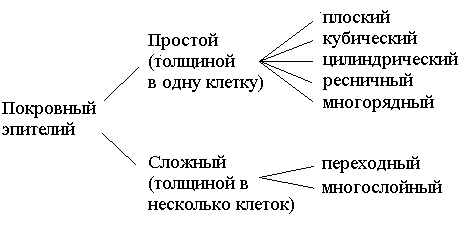 Покровный
эпителий
Простой
(толщиной
в одну клетку)
плоский
кубический
цилиндрический
ресничный
многорядный
Сложный
(толщиной в
несколько клеток)
переходный
многослойный